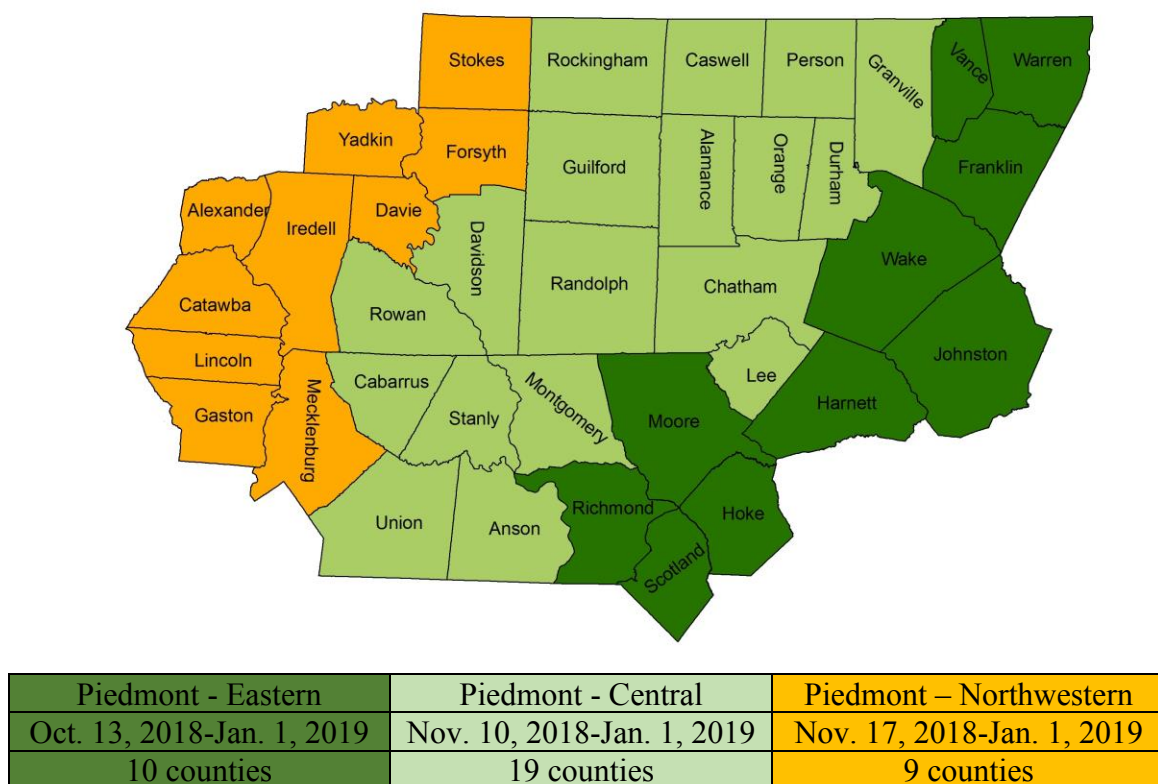 Stokes Rockingham Caswell Person Granville Vance Warren
Yadkin Forsyth Guilford Alamance Orange Durham Franklin
Alexander Iredell Davie Davidson Wake
Catawba Rowan Randolph Chatham
Lincoln Mecklenburg Cabarrus Stanly Montgomery Lee Johnston
Gaston Moore Harnett
Union Anson Richmond Hoke
Scotland
Piedmont - Eastern Piedmont - Central Piedmont – Northwestern
Oct. 13, 2018-Jan. 1, 2019 Nov. 10, 2018-Jan. 1, 2019 Nov. 17, 2018-Jan. 1, 2019
10 counties 19 counties 9 counties